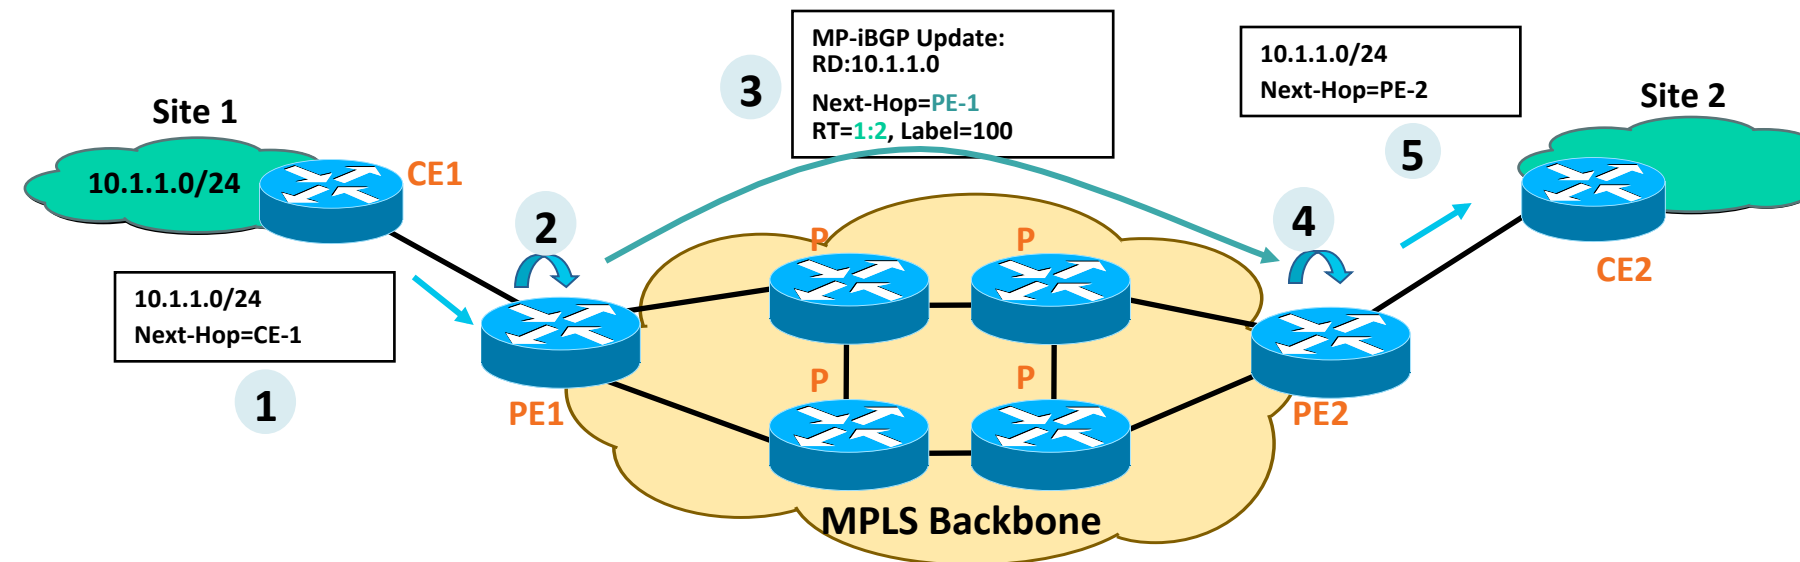 MP-iBGP Update:
RD:10.1.1.0
Next-Hop=PE-1
RT=1:2, Label=100
3
10.1.1.0/24
Next-Hop=PE-2
5
Site 1
Site 2
10.1.1.0/24
CE1
2
4
P
P
CE2
10.1.1.0/24
Next-Hop=CE-1
1
PE1
P
P
PE2
MPLS Backbone